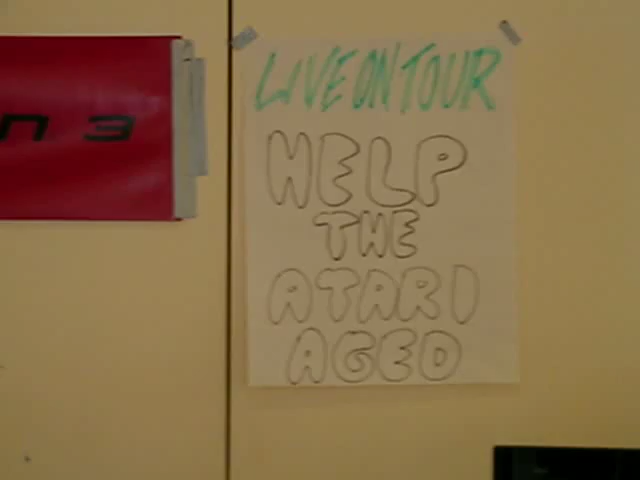 n 3
LIVE ON TOUR
HELP
THE
ATARI
AGED